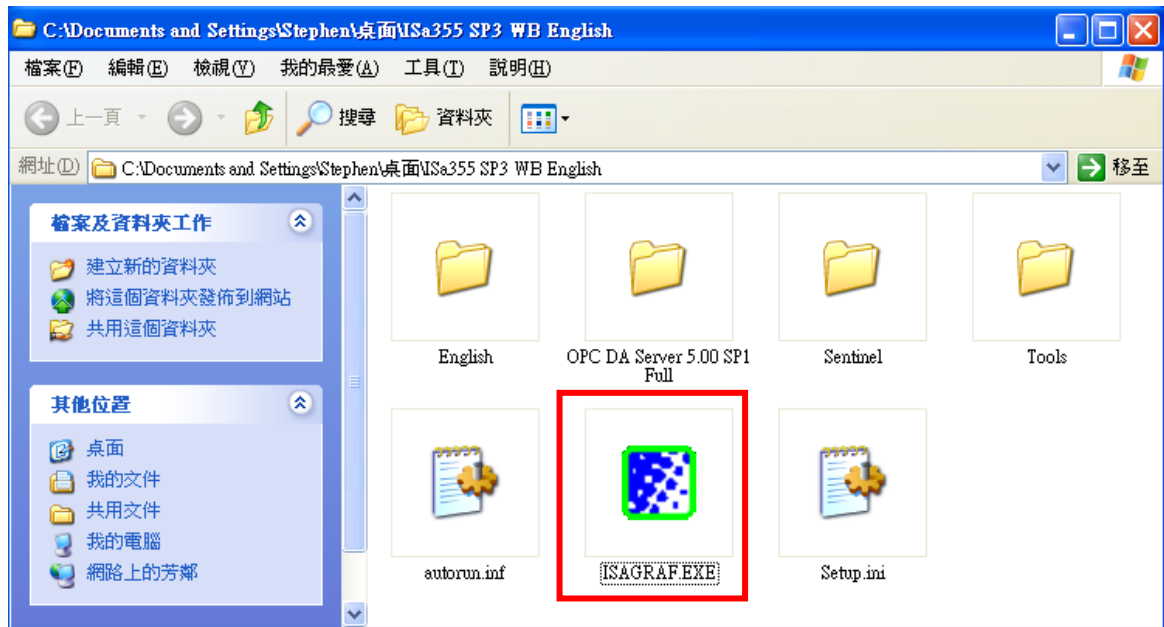 C:\Documents and Settings\Stephen\桌面\ISa355 SP3 WB English
檔案(F) 編輯(E) 檢視(V) 我的最愛(A) 工具(T) 說明(H)
上一頁 搜尋 資料夾
網址(D) C:\Documents and Settings\Stephen\桌面\ISa355 SP3 WB English 移至
檔案及資料夾工作
建立新的資料夾
將這個資料夾發佈到網站
共用這個資料夾
其他位置
桌面
我的文件
共用文件
我的電腦
網路上的芳鄰
English
OPC DA Server 5.00 SP1
Full
Sentinel
Tools
autorun.inf
ISAGRAF.EXE
Setup.ini